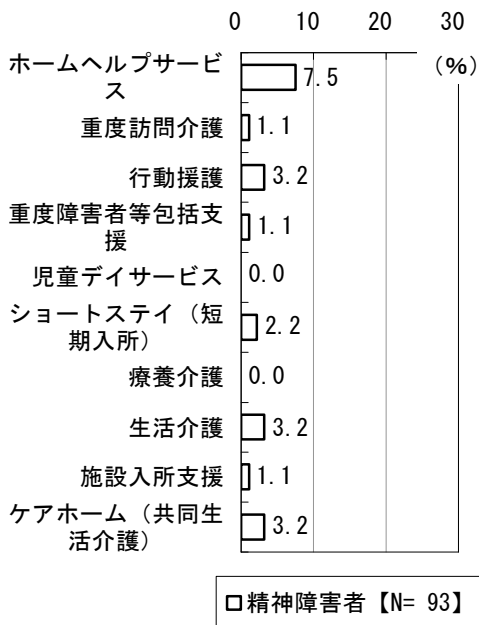 0 10 20 30
(%)
ホームヘルプサービ
ス
7.5
重度訪問介護
1.1
行動援護
3.2
重度障害者等包括支
援
1.1
児童デイサービス
0.0
ショートステイ（短
期入所）
2.2
療養介護
0.0
生活介護
3.2
施設入所支援
1.1
ケアホーム（共同生
活介護）
3.2
精神障害者【N= 93】